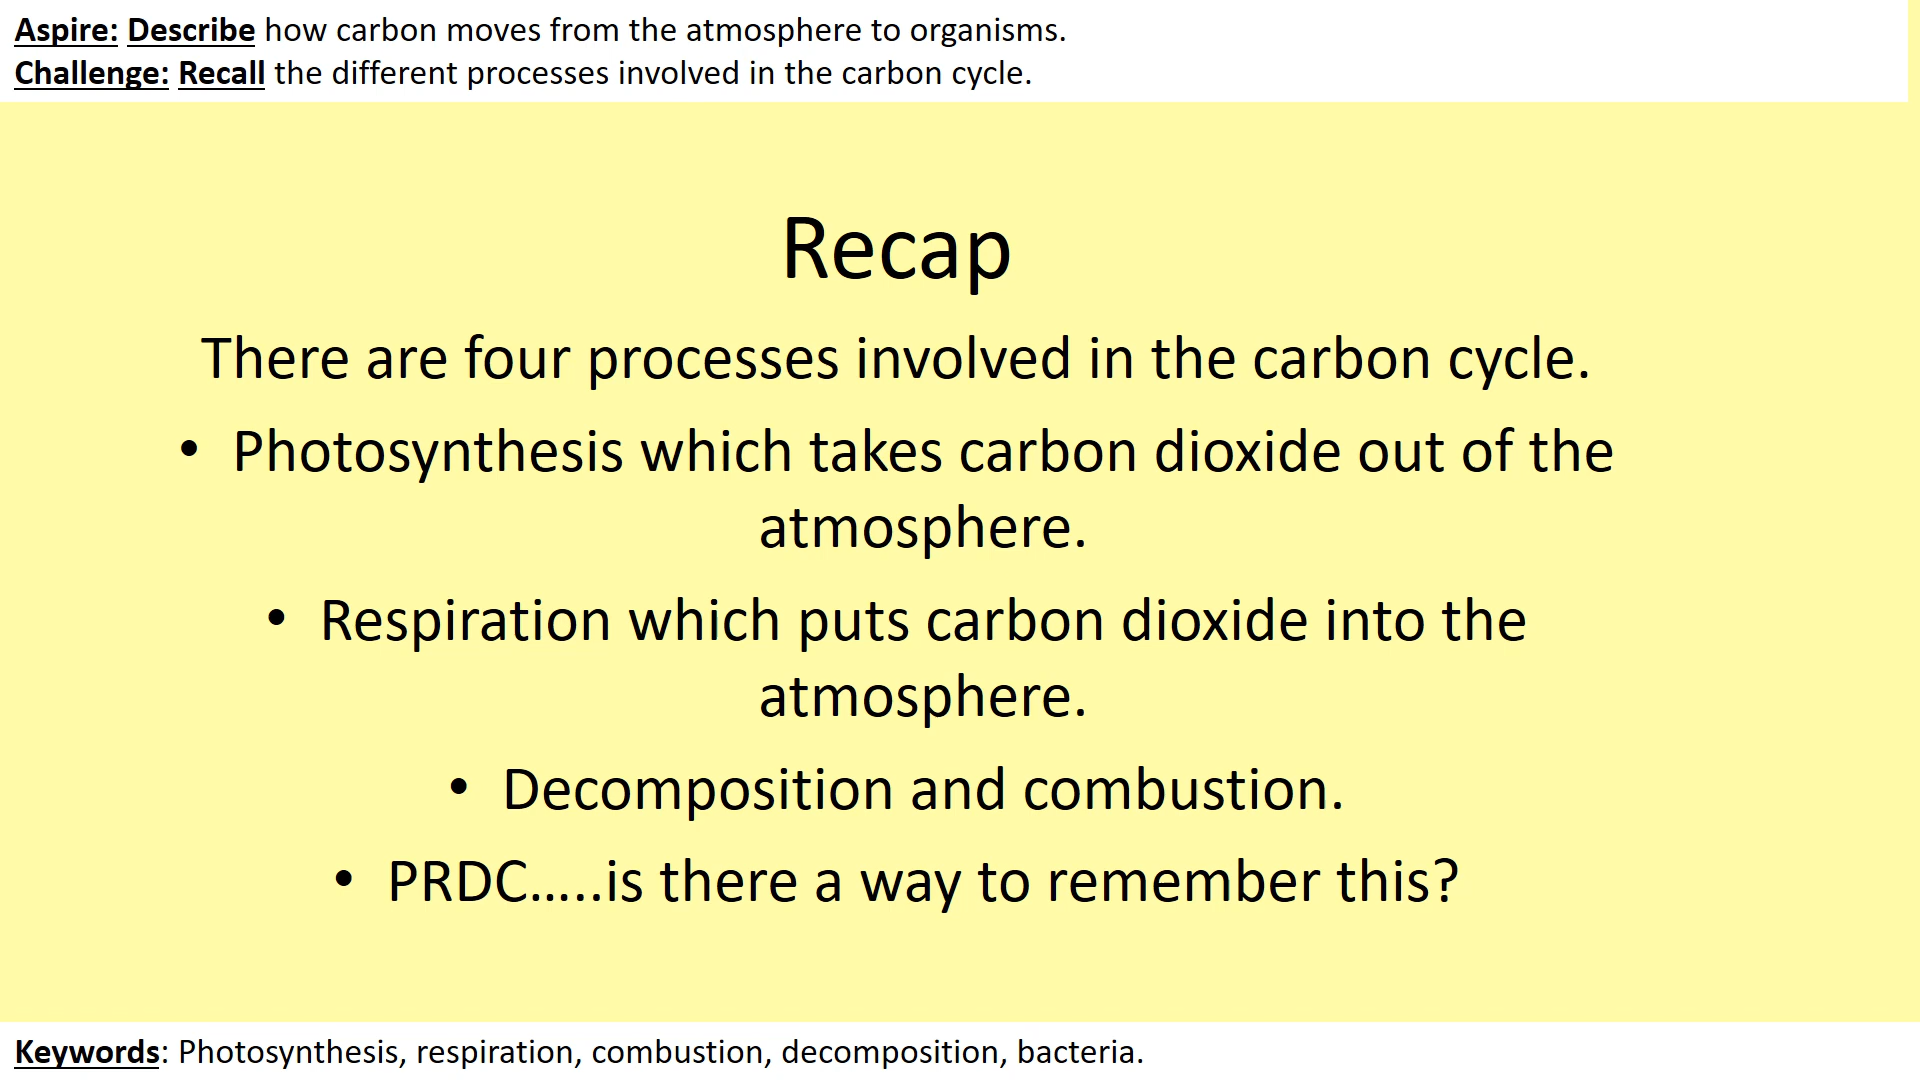 Aspire: Describe how carbon moves from the atmosphere to organisms.
Challenge: Recall the different processes involved in the carbon cycle.
Recap
There are four processes involved in the carbon cycle.
• Photosynthesis which takes carbon dioxide out of the
atmosphere.
• Respiration which puts carbon dioxide into the
atmosphere.
• Decomposition and combustion.
• PRDC…..is there a way to remember this?
Keywords: Photosynthesis, respiration, combustion, decomposition, bacteria.